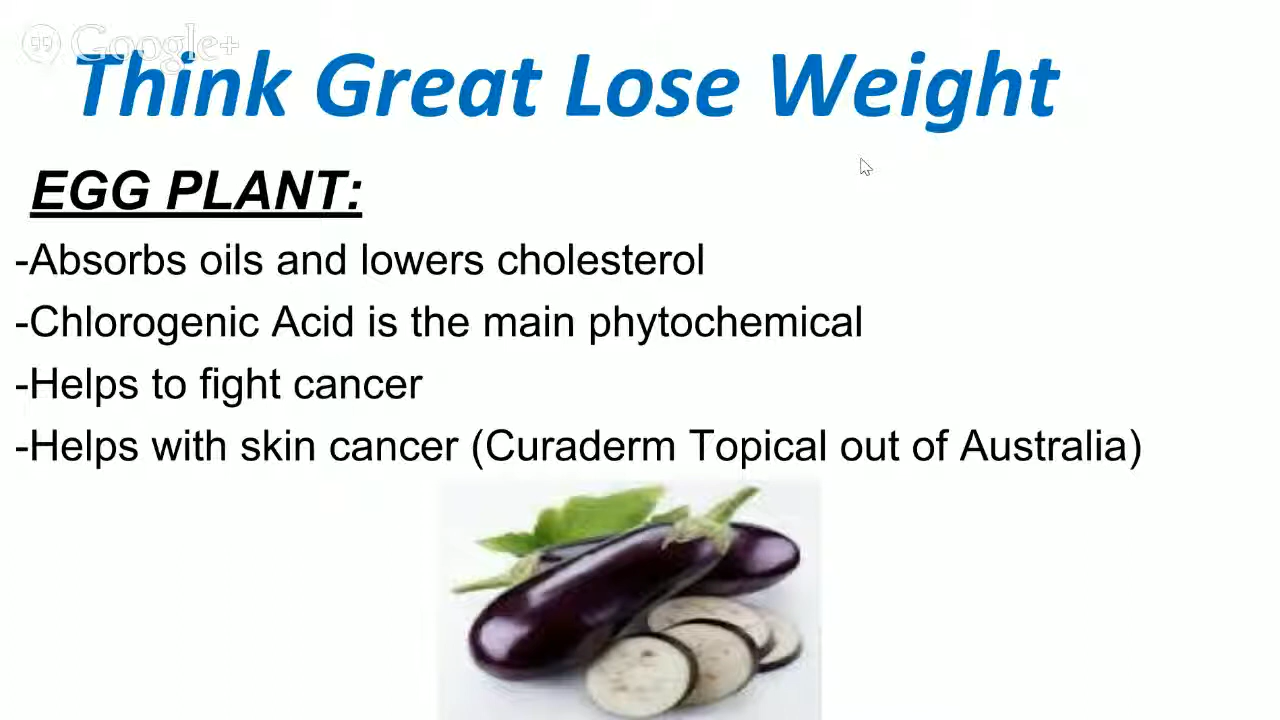 Google+
Think Great Lose Weight
EGG PLANT:
-Absorbs oils and lowers cholesterol
-Chlorogenic Acid is the main phytochemical
-Helps to fight cancer
-Helps with skin cancer (Curaderm Topical out of Australia)